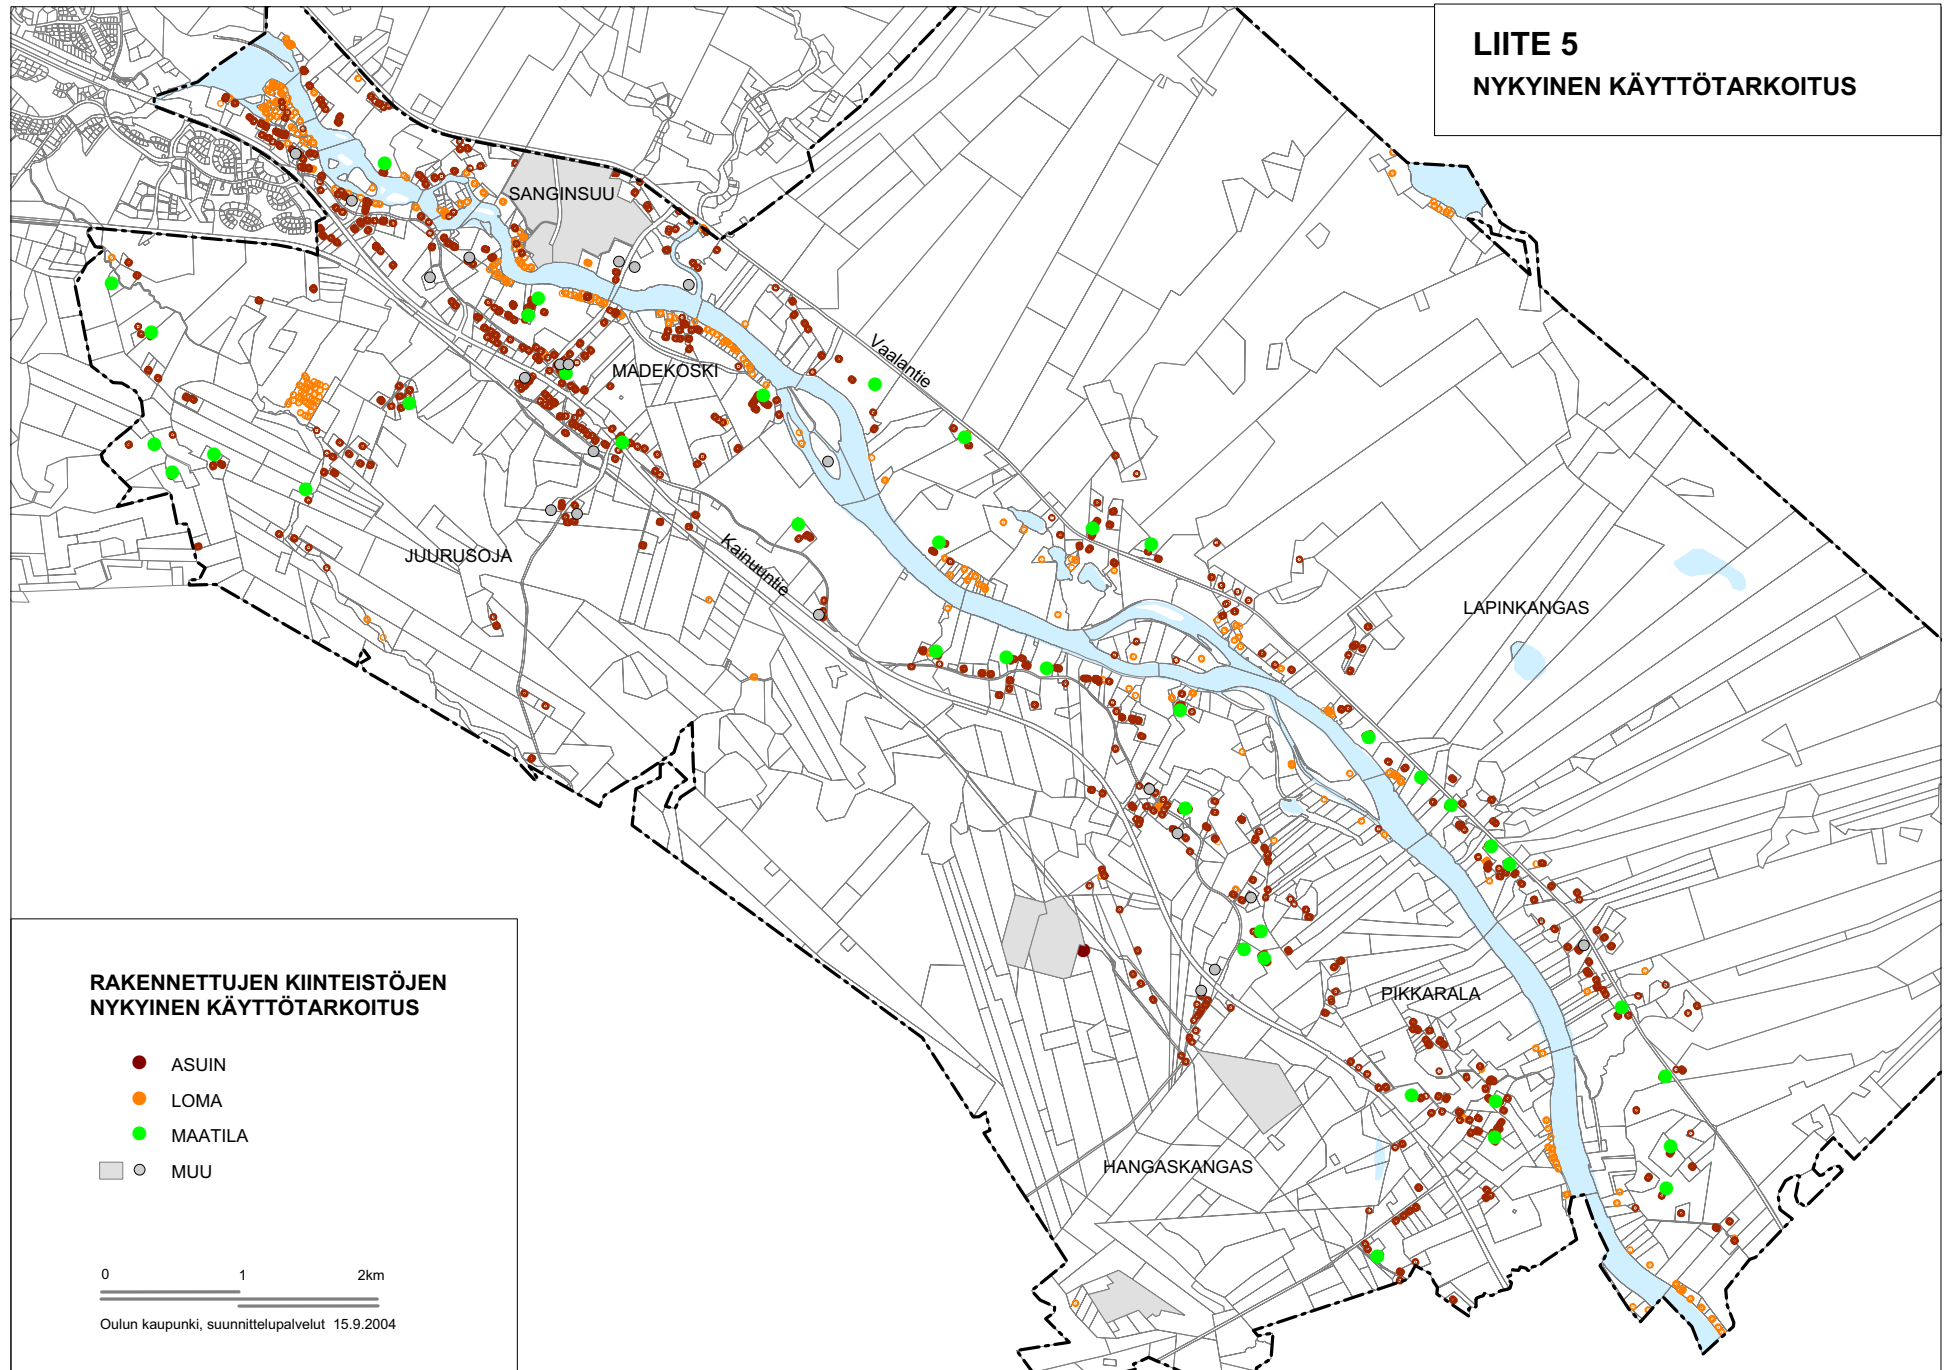 LIITE 5
NYKYINEN KÄYTTÖTARKOITUS
SANGINSUU
Vaalantie
MADEKOSKI
JUURUSOJA
Kainuuntie
LAPINKANGAS
PIKKARALA
HANGASKANGAS
RAKENNETTUJEN KIINTEISTÖJEN
NYKYINEN KÄYTTÖTARKOITUS
ASUIN
LOMA
MAATILA
MUU
0 1 2km
Oulun kaupunki, suunnittelupalvelut 15.9.2004